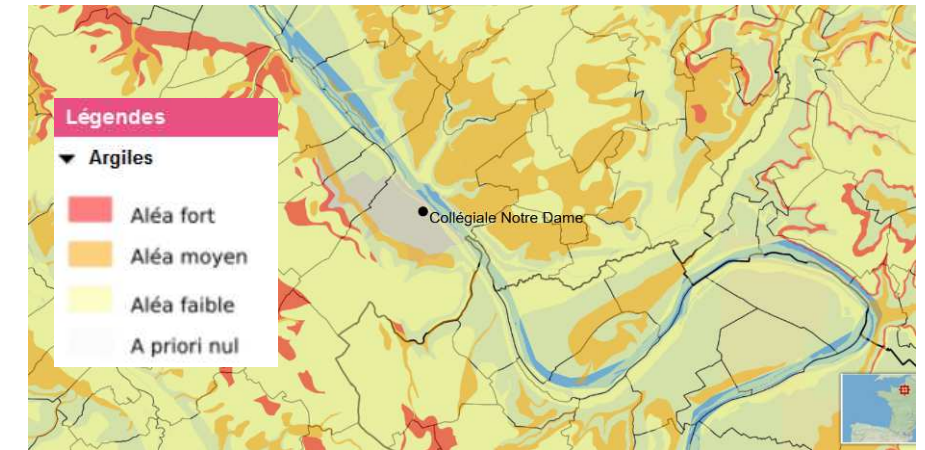 Légendes
Argiles
Aléa fort
Aléa moyen
Aléa faible
A priori nul
Collégiale Notre Dame